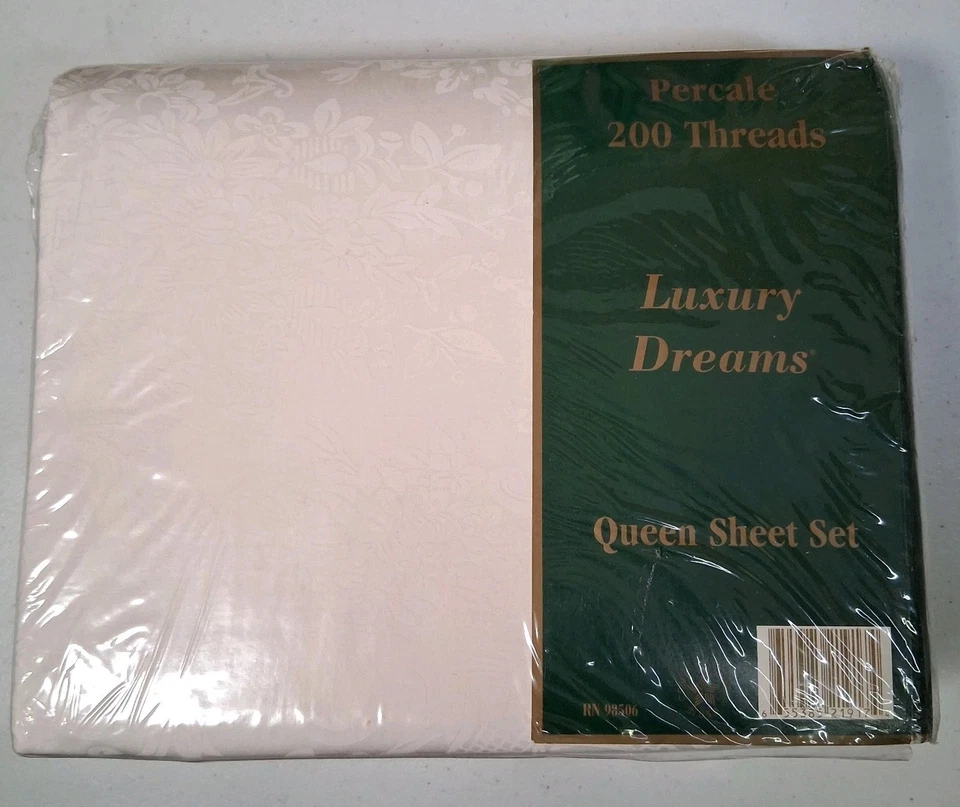 Percale
200 Threads
Luxury
Dreams®
Queen Sheet Set
RN 98506